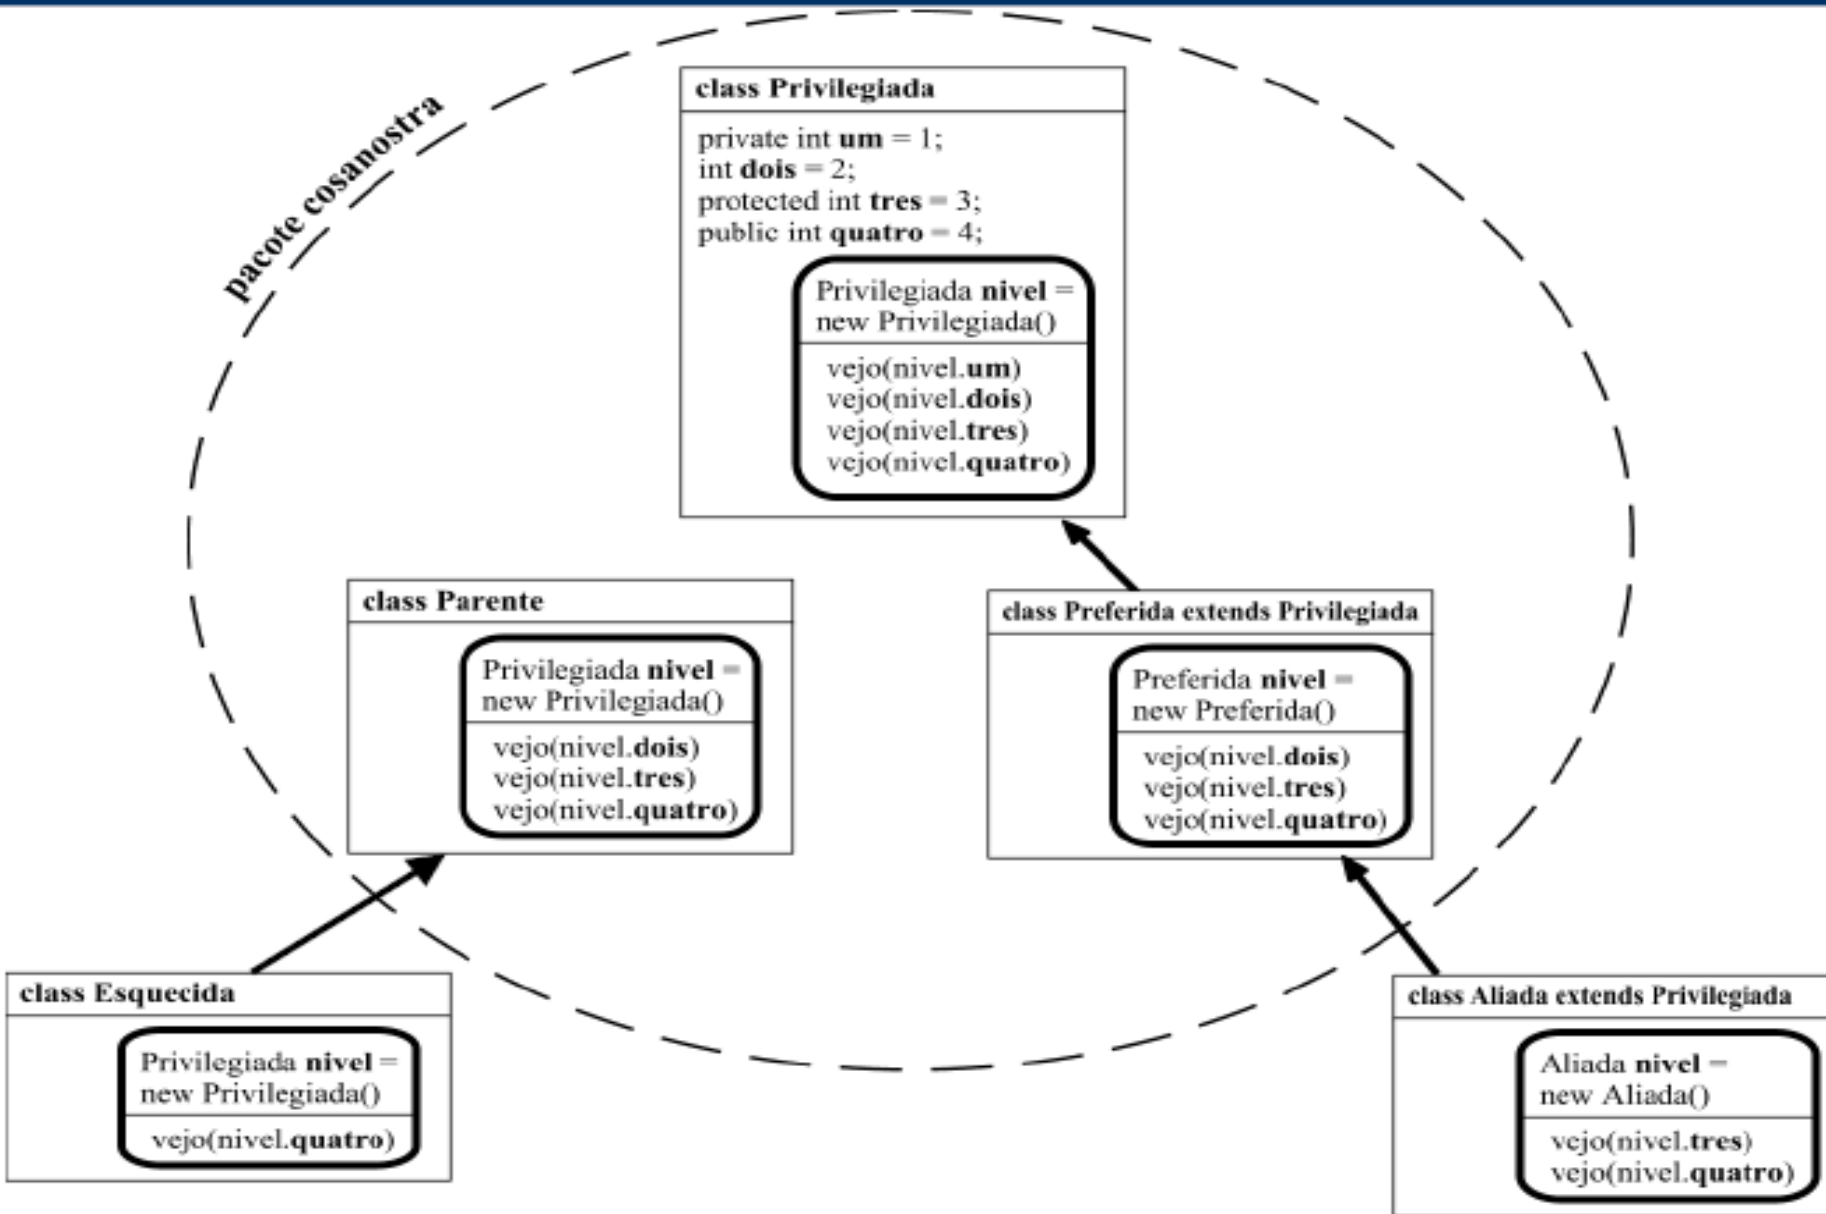 pacote cosanostra
class Privilegiada
private int um = 1;
int dois = 2;
protected int tres = 3;
public int quatro = 4;
Privilegiada nivel =
new Privilegiada()
vejo(nivel.um)
vejo(nivel.dois)
vejo(nivel.tres)
vejo(nivel.quatro)
class Parente
Privilegiada nivel =
new Privilegiada()
vejo(nivel.dois)
vejo(nivel.tres)
vejo(nivel.quatro)
class Preferida extends Privilegiada
Preferida nivel =
new Preferida()
vejo(nivel.dois)
vejo(nivel.tres)
vejo(nivel.quatro)
class Esquecida
Privilegiada nivel =
new Privilegiada()
vejo(nivel.quatro)
class Aliada extends Privilegiada
Aliada nivel =
new Aliada()
vejo(nivel.tres)
vejo(nivel.quatro)